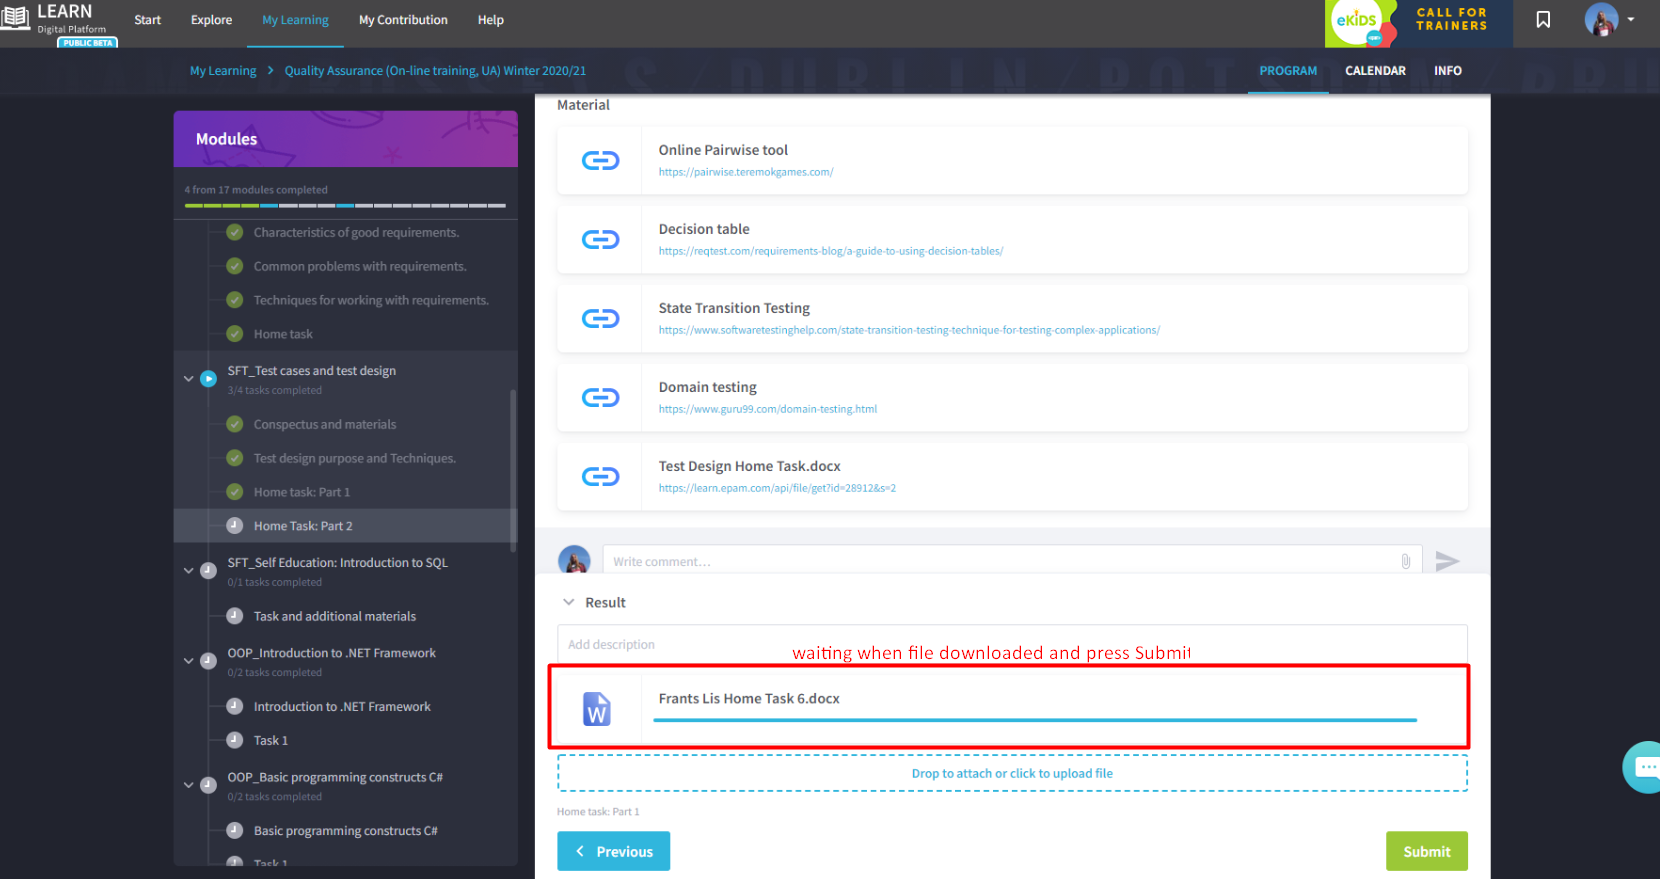 LEARN
Digital Platform
PUBLIC BETA
Start
Explore
My Learning
My Contribution
Help
eKiDS
CALL FOR
TRAINERS
My Learning
Quality Assurance (On-line training, UA) Winter 2020/21
PROGRAM
CALENDAR
INFO
Modules
4 from 17 modules completed
Characteristics of good requirements.
Common problems with requirements.
Techniques for working with requirements.
Home task
SFT_Test cases and test design
3/4 tasks completed
Conspectus and materials
Test design purpose and Techniques.
Home task: Part 1
Home Task: Part 2
SFT_Self Education: Introduction to SQL
0/1 tasks completed
Task and additional materials
OOP_Introduction to .NET Framework
0/2 tasks completed
Introduction to .NET Framework
Task 1
OOP_Basic programming constructs C#
0/2 tasks completed
Basic programming constructs C#
Task 1
Material
Online Pairwise tool
https://pairwise.teremokgames.com/
Decision table
https://reqtest.com/requirements-blog/a-guide-to-using-decision-tables/
State Transition Testing
https://www.softwaretestinghelp.com/state-transition-testing-technique-for-testing-complex-applications/
Domain testing
https://www.guru99.com/domain-testing.html
Test Design Home Task.docx
https://learn.epam.com/api/file/get?id=28912&s=2
Write comment...
Result
Add description
waiting when file downloaded and press Submit
W
Frants Lis Home Task 6.docx
Drop to attach or click to upload file
Home task: Part 1
Previous
Submit